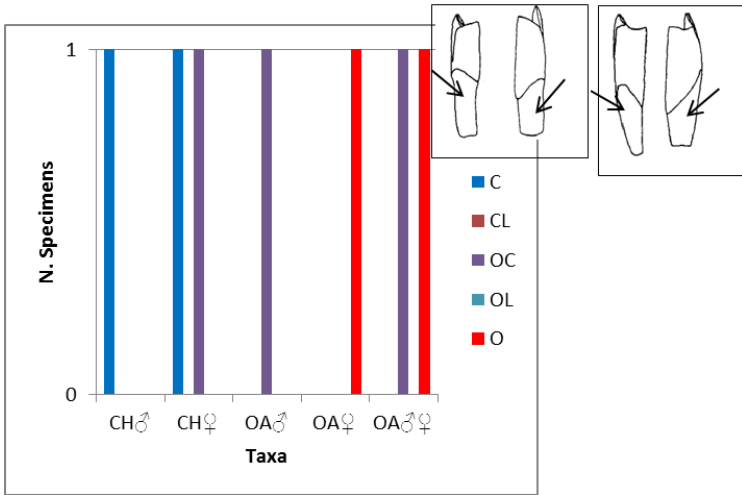 1
0
N. Specimens
CH♂
CH♀
OA♂
OA♀
OA♂♀
Taxa
C
CL
OC
OL
O